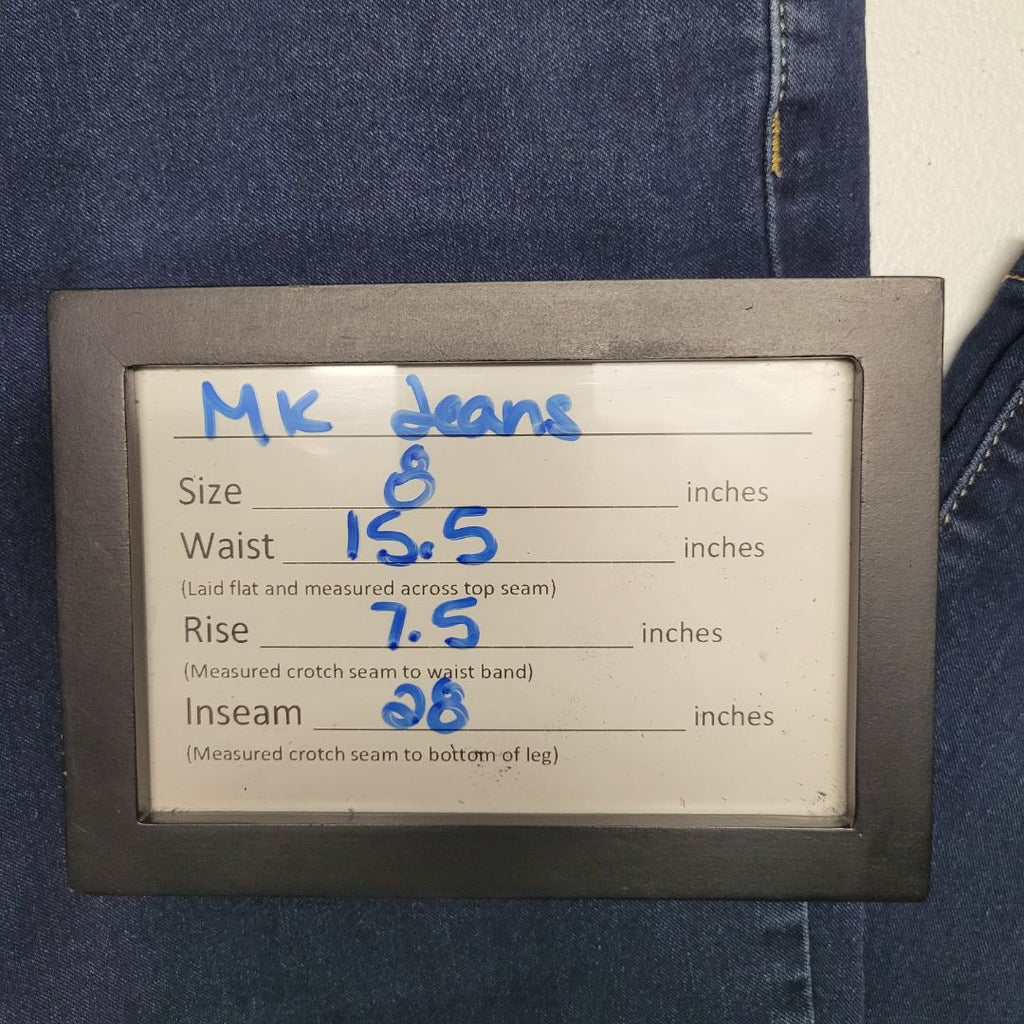 MK Jeans
Size 8 inches
Waist 15.5 inches
(Laid flat and measured across top seam)
Rise 7.5 inches
(Measured crotch seam to waist band)
Inseam 28 inches
(Measured crotch seam to bottom of leg)